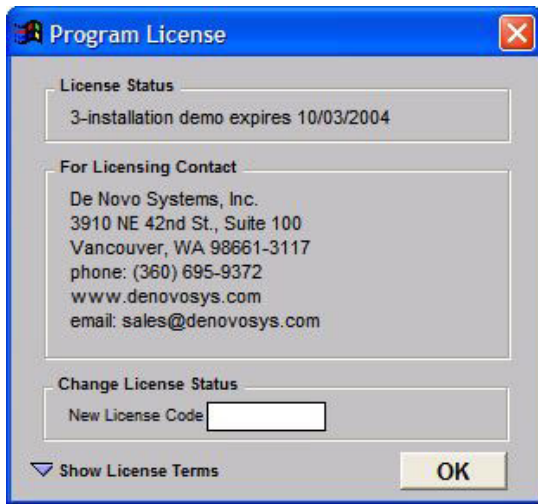 Program License
License Status
3-installation demo expires 10/03/2004
For Licensing Contact
De Novo Systems, Inc.
3910 NE 42nd St., Suite 100
Vancouver, WA 98661-3117
phone: (360) 695-9372
www.denovosys.com
email: sales@denovosys.com
Change License Status
New License Code
Show License Terms
OK